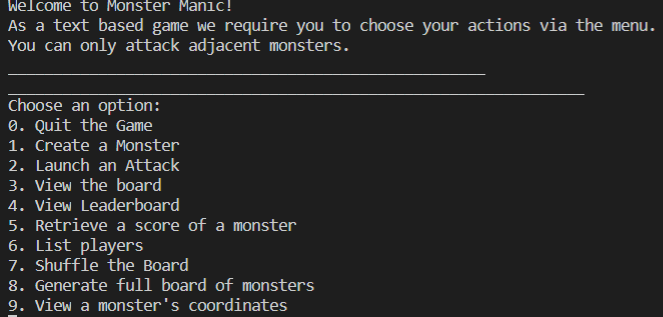 Welcome to Monster Manic!
As a text based game we require you to choose your actions via the menu.
You can only attack adjacent monsters.
Choose an option:
0. Quit the Game
1. Create a Monster
2. Launch an Attack
3. View the board
4. View Leaderboard
5. Retrieve a score of a monster
6. List players
7. Shuffle the Board
8. Generate full board of monsters
9. View a monster's coordinates